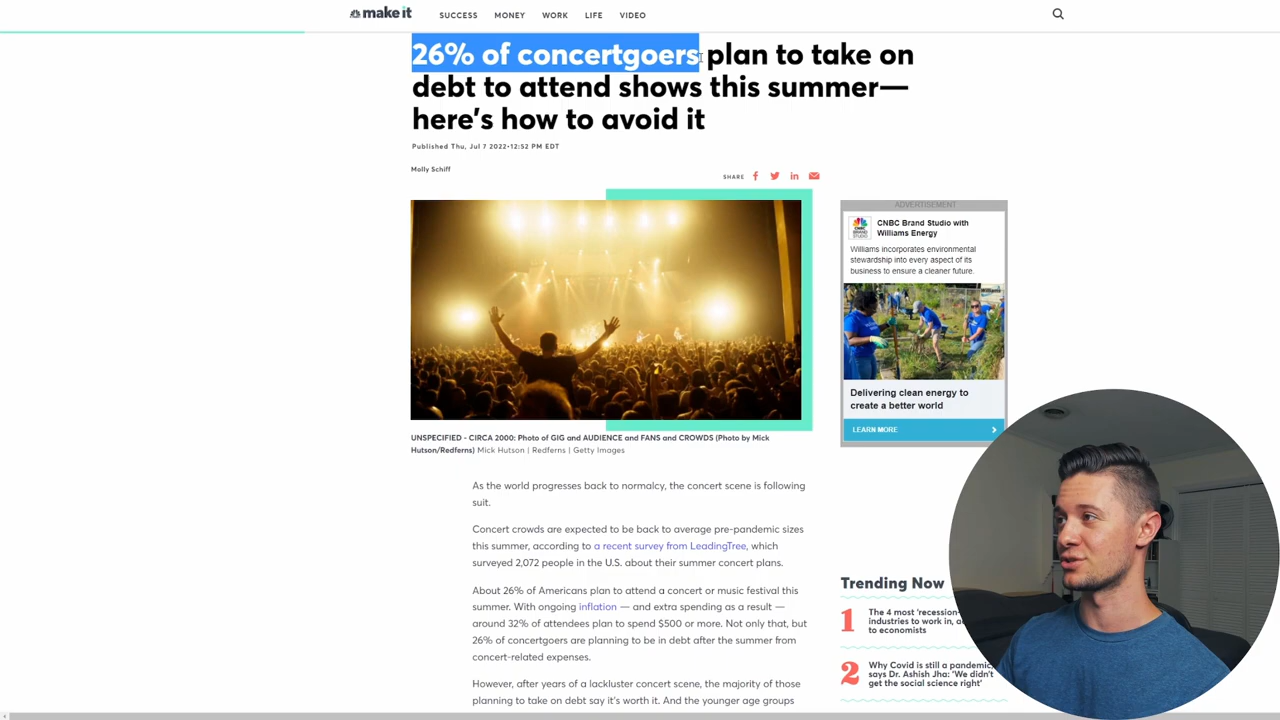 make it
SUCCESS
MONEY
WORK
LIFE
VIDEO
26% of concertgoers plan to take on
debt to attend shows this summer—
here's how to avoid it
Published Thu, Jul 7 2022•12:52 PM EDT
Molly Schiff
SHARE
UNSPECIFIED - CIRCA 2000: Photo of GIG and AUDIENCE and FANS and CROWDS (Photo by Mick
Hutson/Redferns) Mick Hutson | Redferns | Getty Images
As the world progresses back to normalcy, the concert scene is following
suit.
Concert crowds are expected to be back to average pre-pandemic sizes
this summer, according to a recent survey from LeadingTree, which
surveyed 2,072 people in the U.S. about their summer concert plans.
About 26% of Americans plan to attend a concert or music festival this
summer. With ongoing inflation — and extra spending as a result —
around 32% of attendees plan to spend $500 or more. Not only that, but
26% of concertgoers are planning to be in debt after the summer from
concert-related expenses.
However, after years of a lackluster concert scene, the majority of those
planning to take on debt say it's worth it. And the younger age groups
ADVERTISEMENT
CNBC Brand Studio with
Williams Energy
Williams incorporates environmental
stewardship into every aspect of its
business to ensure a cleaner future.
Delivering clean energy to
create a better world
LEARN MORE
Trending Now
1
The 4 most 'recession-
industries to work in,
to economists
2
Why Covid is still a pandemic,
says Dr. Ashish Jha: 'We didn't
get the social science right'